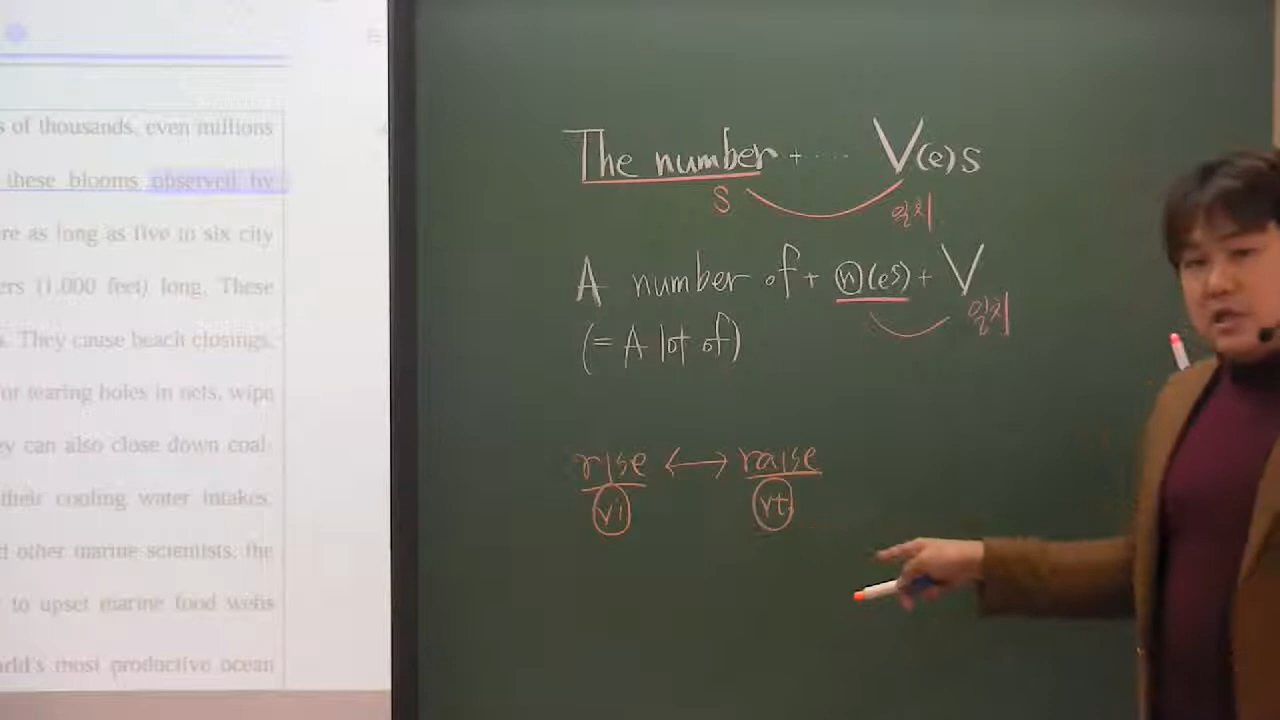 s of thousands, even millions
these blooms observed by
re as long as five to six city
ers (1,000 feet) long. These
s. They cause beach closings,
for tearing holes in nets, wipe
ey can also close down coal-
their cooling water intakes.
d other marine scientists, the
to upset marine food webs
orld's most productive ocean
The number + ···· V(e)s
S 일치
A number of + n(es) + V
일치
(= A lot of)
rise ↔ raise
vi vt